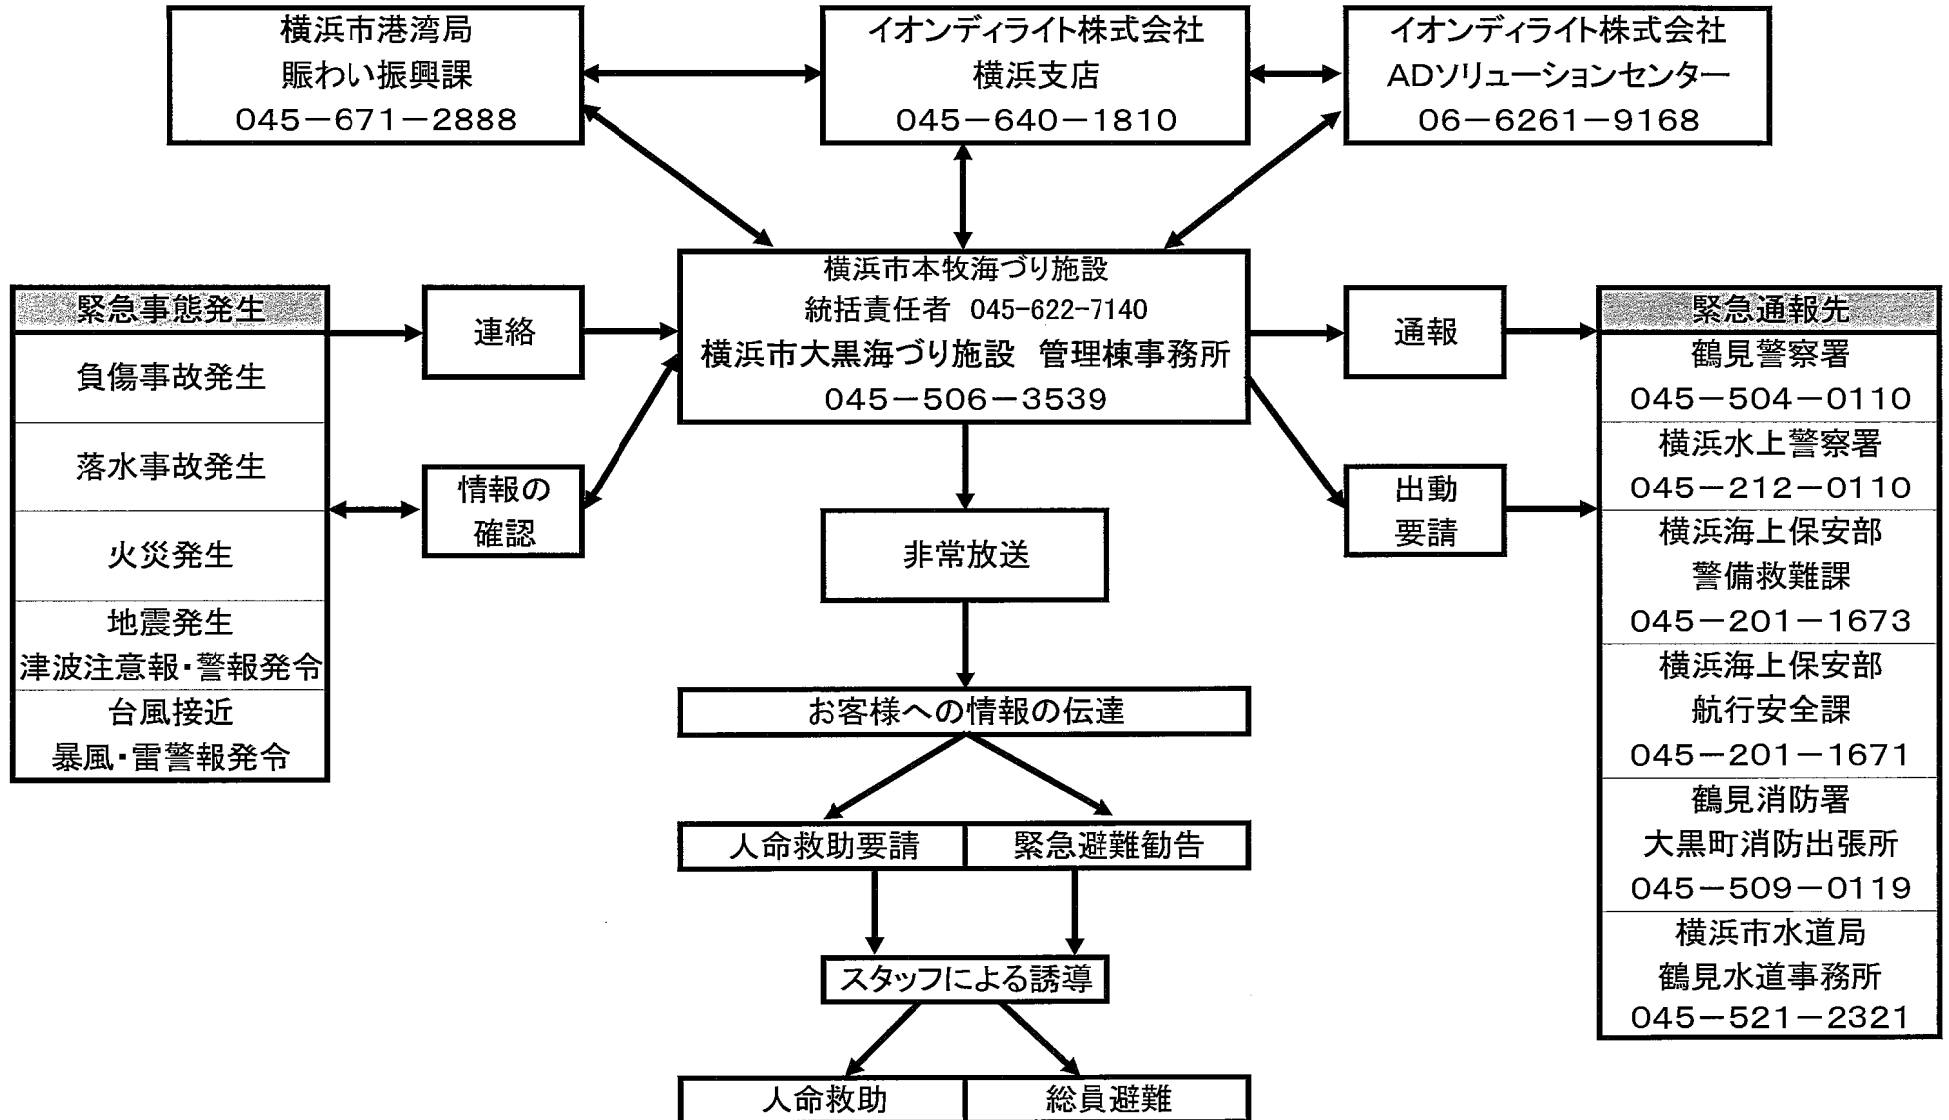 横浜市港湾局
賑わい振興課
045－671－2888
イオンディライト株式会社
横浜支店
045－640－1810
イオンディライト株式会社
ADソリューションセンター
06－6261－9168
緊急事態発生
負傷事故発生
落水事故発生
火災発生
地震発生
津波注意報・警報発令
台風接近
暴風・雷警報発令
連絡
情報の
確認
横浜市本牧海づり施設
統括責任者 045-622-7140
横浜市大黒海づり施設 管理棟事務所
045－506－3539
非常放送
お客様への情報の伝達
人命救助要請
緊急避難勧告
スタッフによる誘導
人命救助
総員避難
通報
出動
要請
緊急通報先
鶴見警察署
045－504－0110
横浜水上警察署
045－212－0110
横浜海上保安部
警備救難課
045－201－1673
横浜海上保安部
航行安全課
045－201－1671
鶴見消防署
大黒町消防出張所
045－509－0119
横浜市水道局
鶴見水道事務所
045－521－2321